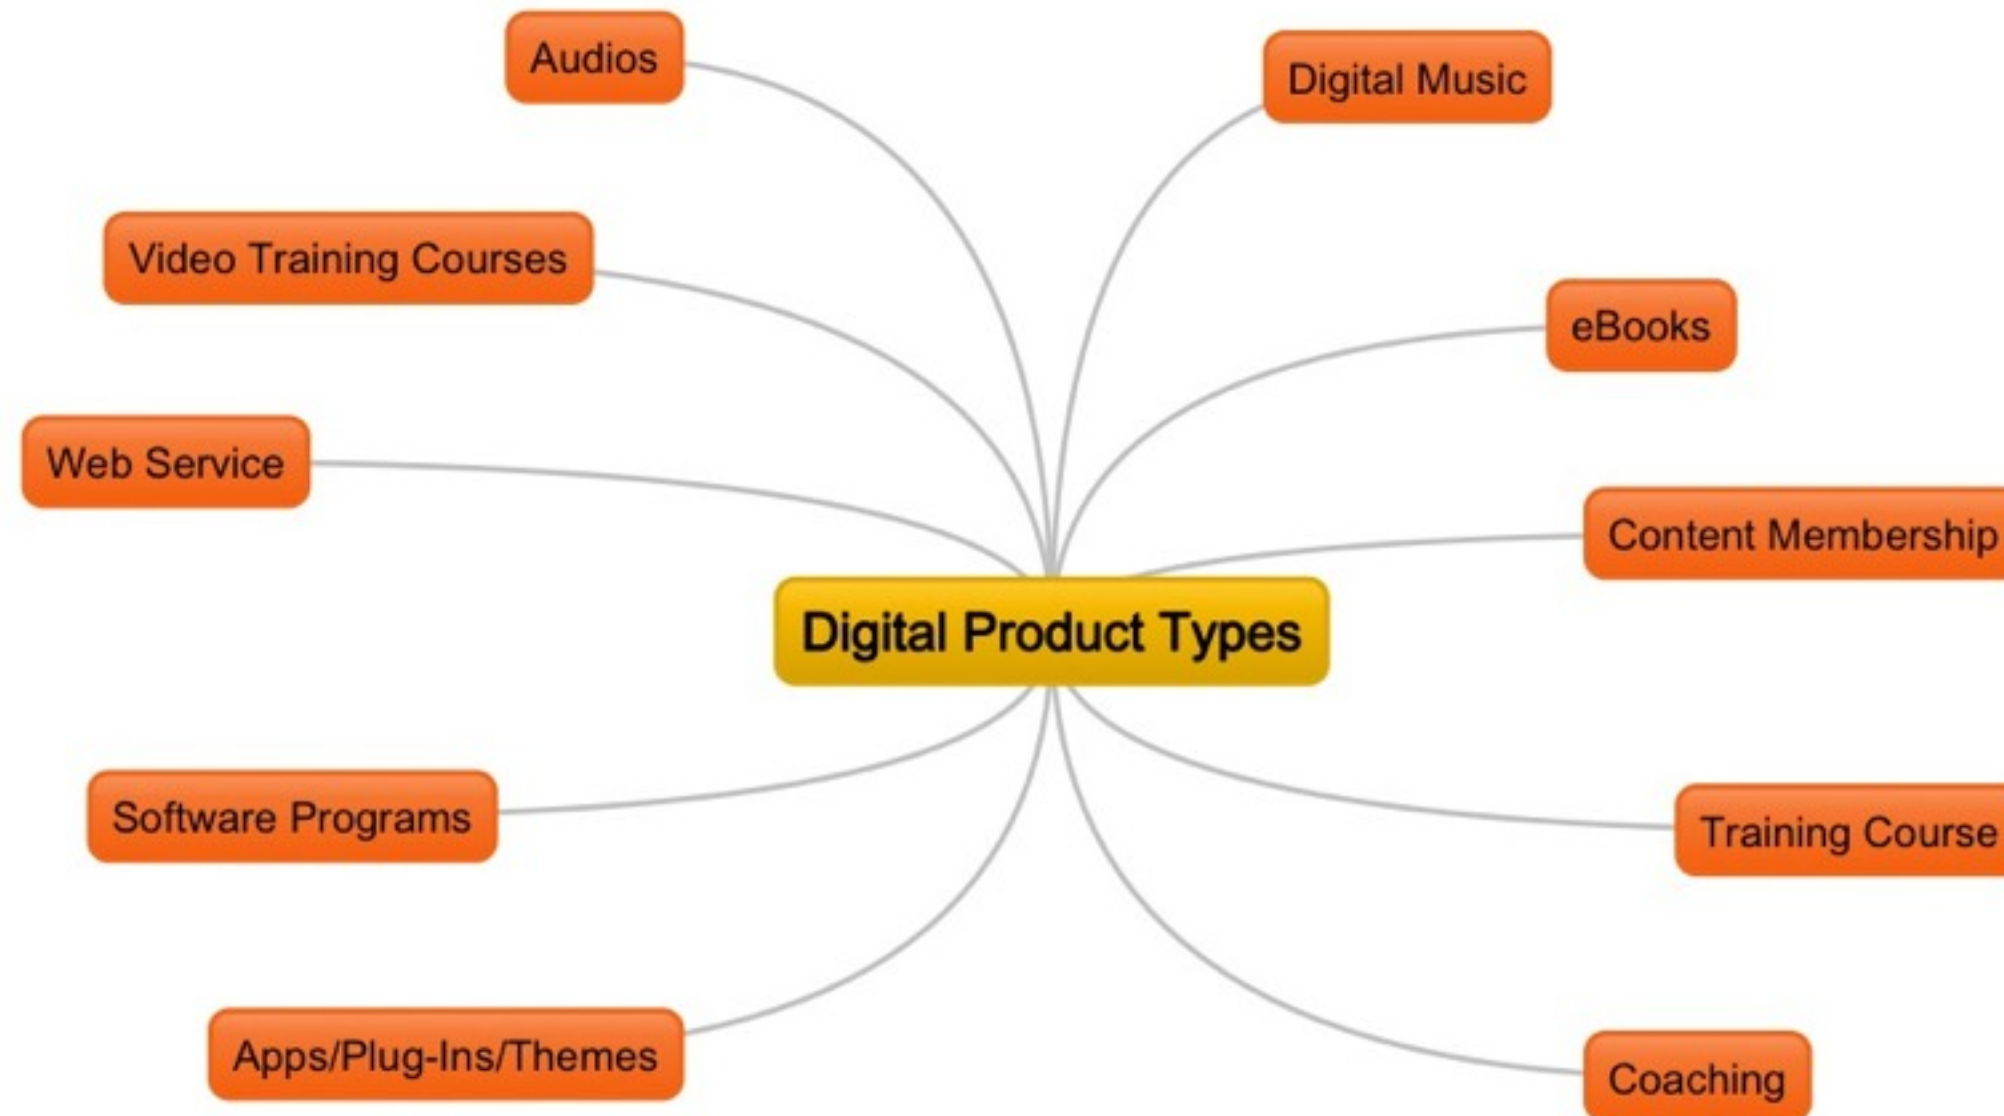 Audios
Digital Music
Video Training Courses
eBooks
Web Service
Content Membership
Digital Product Types
Software Programs
Training Course
Apps/Plug-Ins/Themes
Coaching